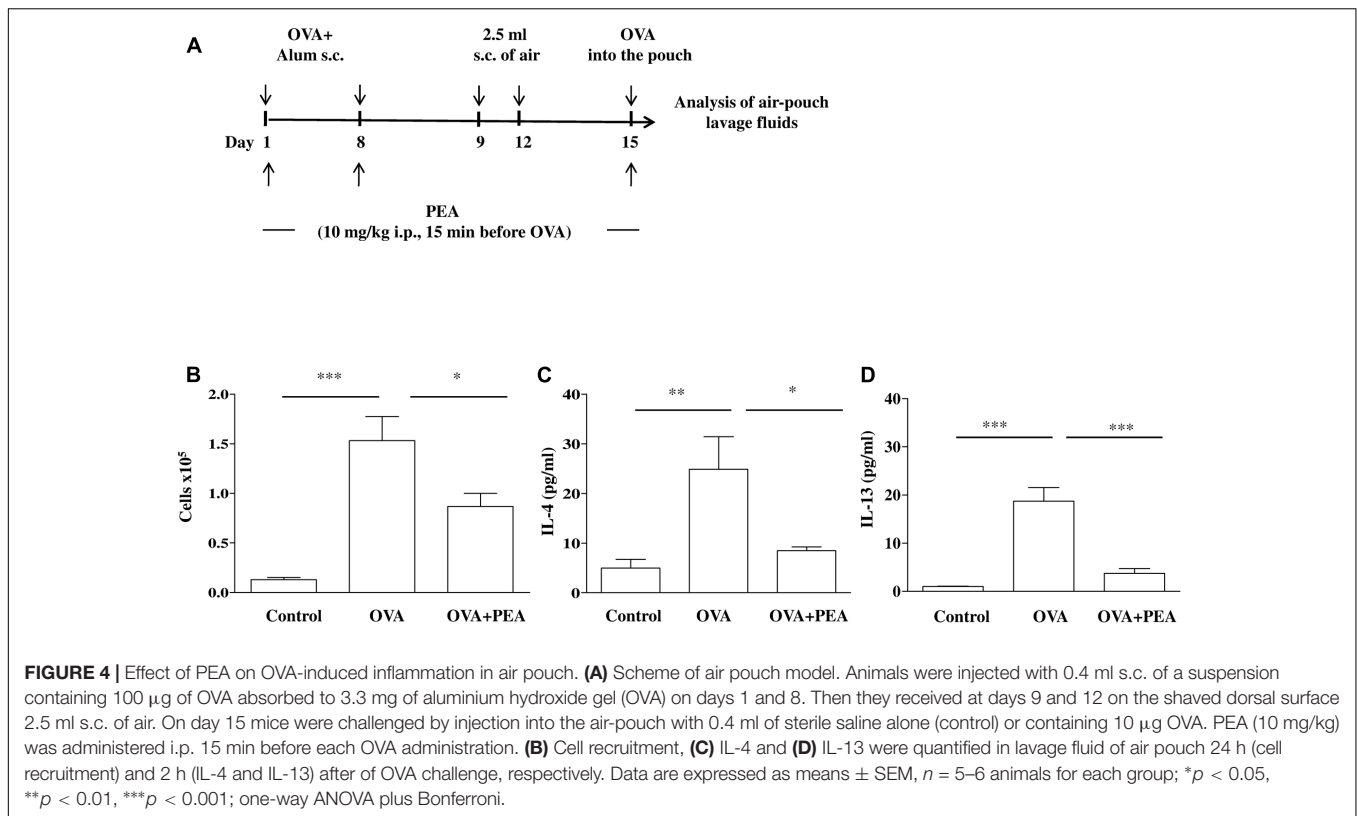 A
OVA+
Alum s.c.
2.5 ml
s.c. of air
OVA
into the pouch
Analysis of air-pouch
lavage fluids
Day 1 8 9 12 15
PEA
(10 mg/kg i.p., 15 min before OVA)
B
Cells x10⁵
2.0
1.5
1.0
0.5
0.0
***
*
Control OVA OVA+PEA
C
IL-4 (pg/ml)
40
30
20
10
0
**
*
Control OVA OVA+PEA
D
IL-13 (pg/ml)
40
30
20
10
0
***
***
Control OVA OVA+PEA
FIGURE 4 | Effect of PEA on OVA-induced inflammation in air pouch. (A) Scheme of air pouch model. Animals were injected with 0.4 ml s.c. of a suspension
containing 100 μg of OVA absorbed to 3.3 mg of aluminium hydroxide gel (OVA) on days 1 and 8. Then they received at days 9 and 12 on the shaved dorsal surface
2.5 ml s.c. of air. On day 15 mice were challenged by injection into the air-pouch with 0.4 ml of sterile saline alone (control) or containing 10 μg OVA. PEA (10 mg/kg)
was administered i.p. 15 min before each OVA administration. (B) Cell recruitment, (C) IL-4 and (D) IL-13 were quantified in lavage fluid of air pouch 24 h (cell
recruitment) and 2 h (IL-4 and IL-13) after of OVA challenge, respectively. Data are expressed as means ± SEM, n = 5–6 animals for each group; *p < 0.05,
**p < 0.01, ***p < 0.001; one-way ANOVA plus Bonferroni.